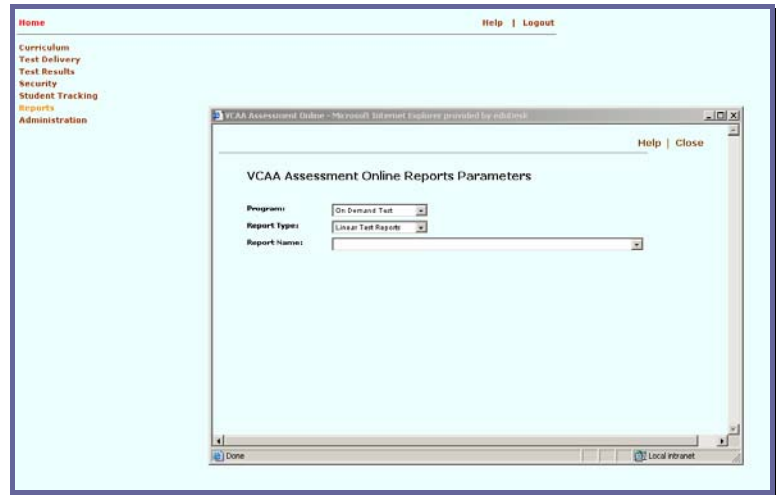 Home
Help | Logout
Curriculum
Test Delivery
Test Results
Security
Student Tracking
Reports
Administration
VCAA Assessment Online - Microsoft Internet Explorer provided by eduDesk
Help | Close
VCAA Assessment Online Reports Parameters
Program: On Demand Test
Report Type: Linear Test Reports
Report Name:
Done
Local intranet